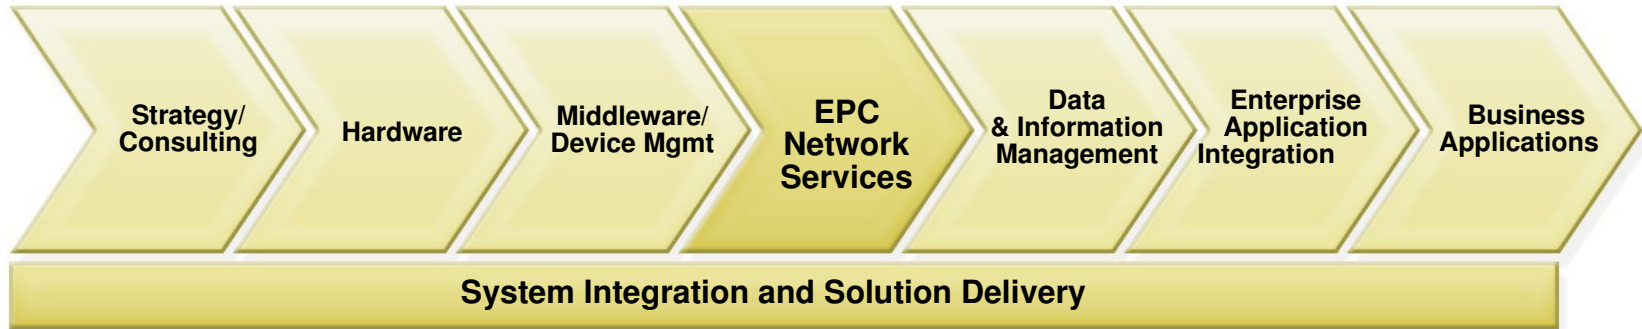 Strategy/
Consulting
Hardware
Middleware/
Device Mgmt
EPC
Network
Services
Data
& Information
Management
Enterprise
Application
Integration
Business
Applications
System Integration and Solution Delivery